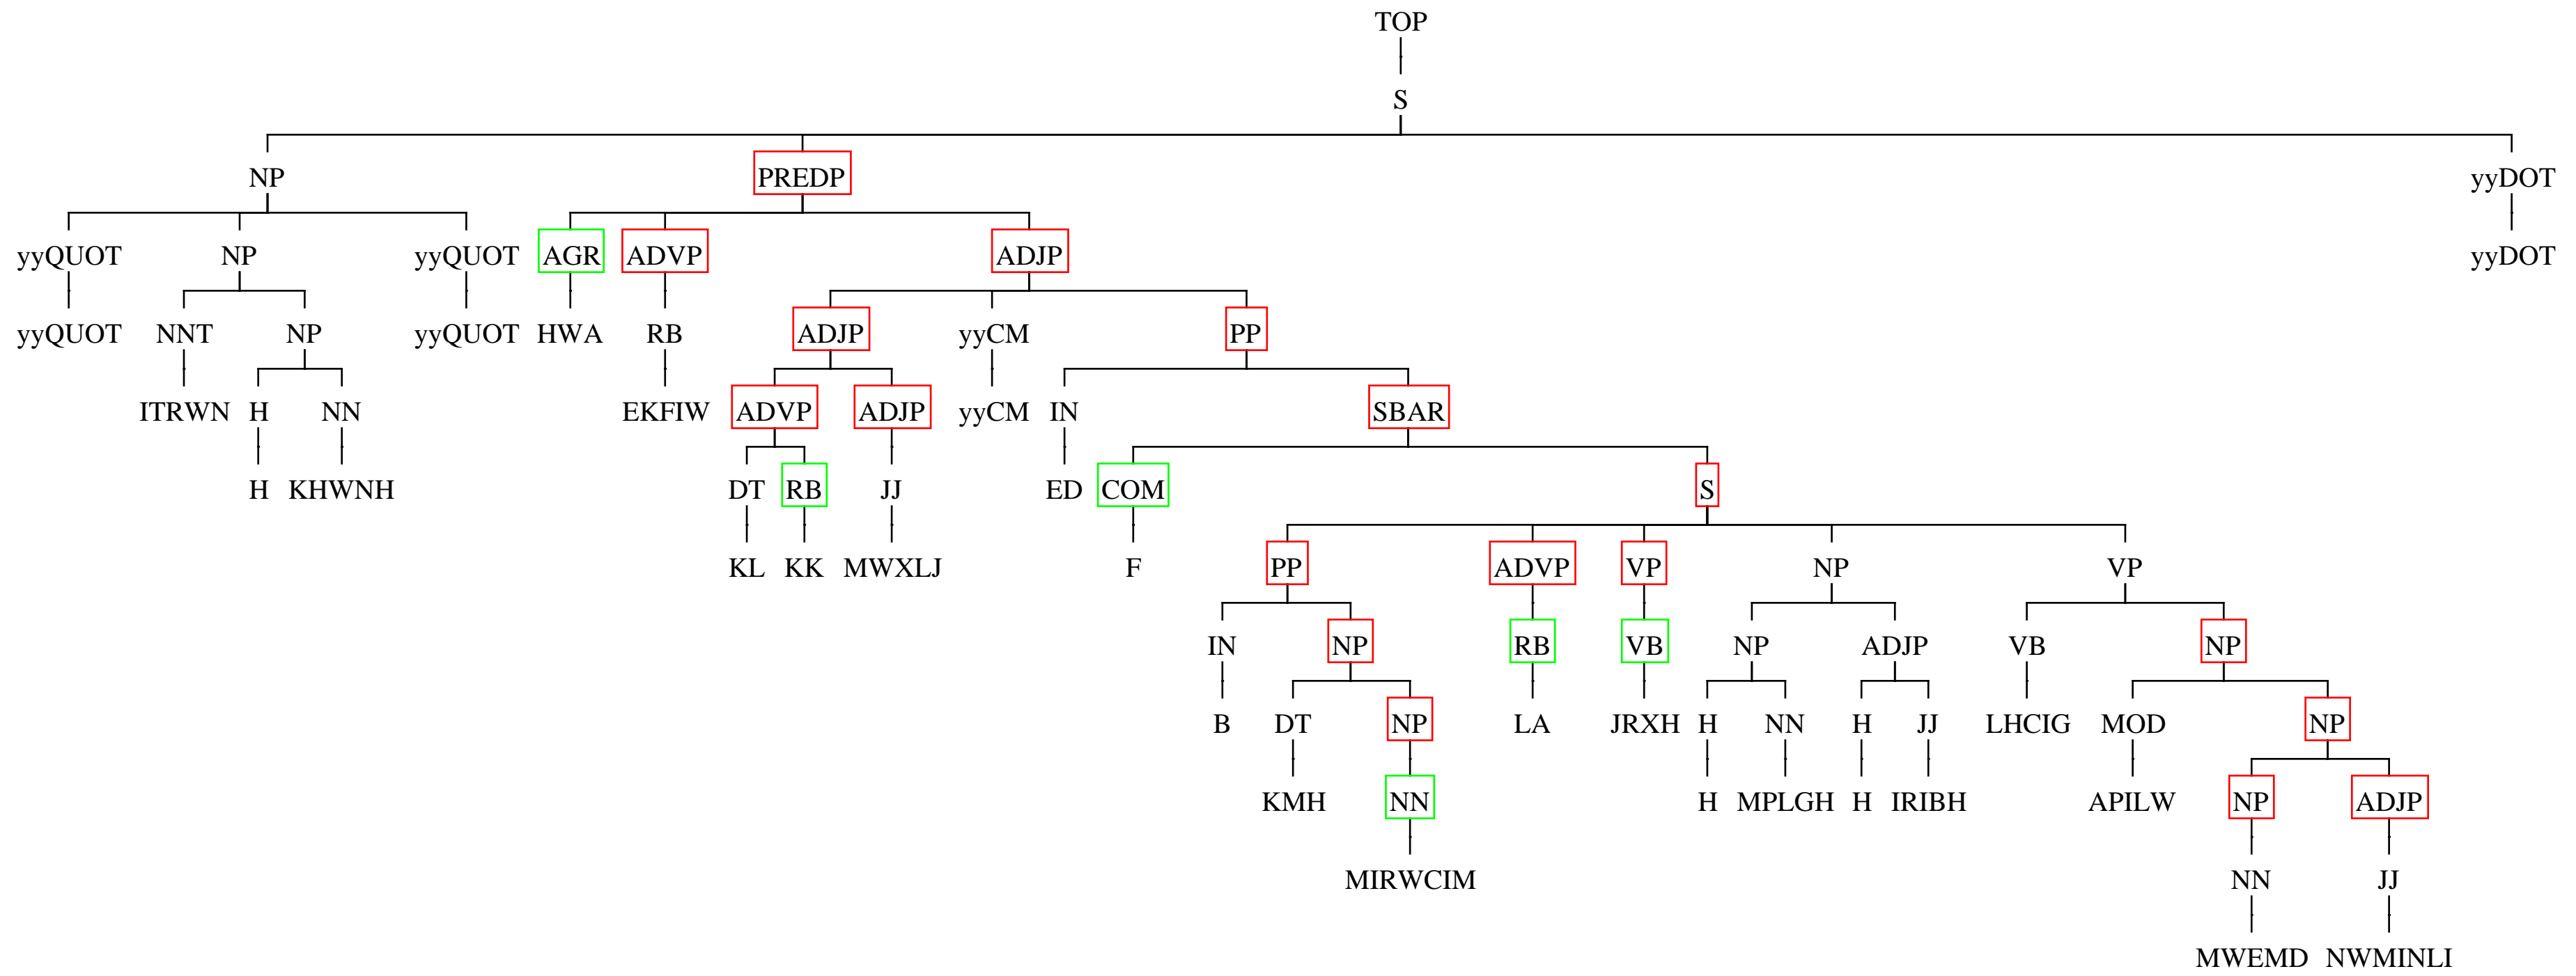 TOP
S
NP PREDP yyDOT
yyQUOT NP yyQUOT AGR ADVP ADJP yyDOT
yyQUOT NNT NP yyQUOT HWA RB ADJP yyCM PP
ITRWN H NN EKFIW ADVP ADJP yyCM IN SBAR
H KHWNH DT RB JJ ED COM S
KL KK MWXLJ F PP ADVP VP NP VP
IN NP RB VB NP ADJP VB NP
B DT NP LA JRXH H NN H JJ LHCIG MOD NP
KMH NN H MPLGH H IRIBH APILW NP ADJP
MIRWCIM NN JJ
MWEMD NWMINLI